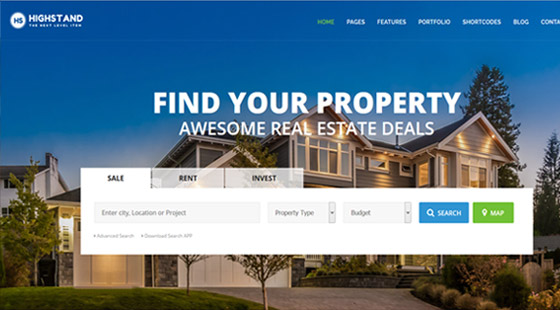 HS HIGHSTAND
THE NEXT LEVEL ITEM
HOME PAGES FEATURES PORTFOLIO SHORTCODES BLOG CONTA
FIND YOUR PROPERTY
AWESOME REAL ESTATE DEALS
SALE RENT INVEST
Enter city, Location or Project Property Type Budget SEARCH MAP
Advanced Search Download Search APP